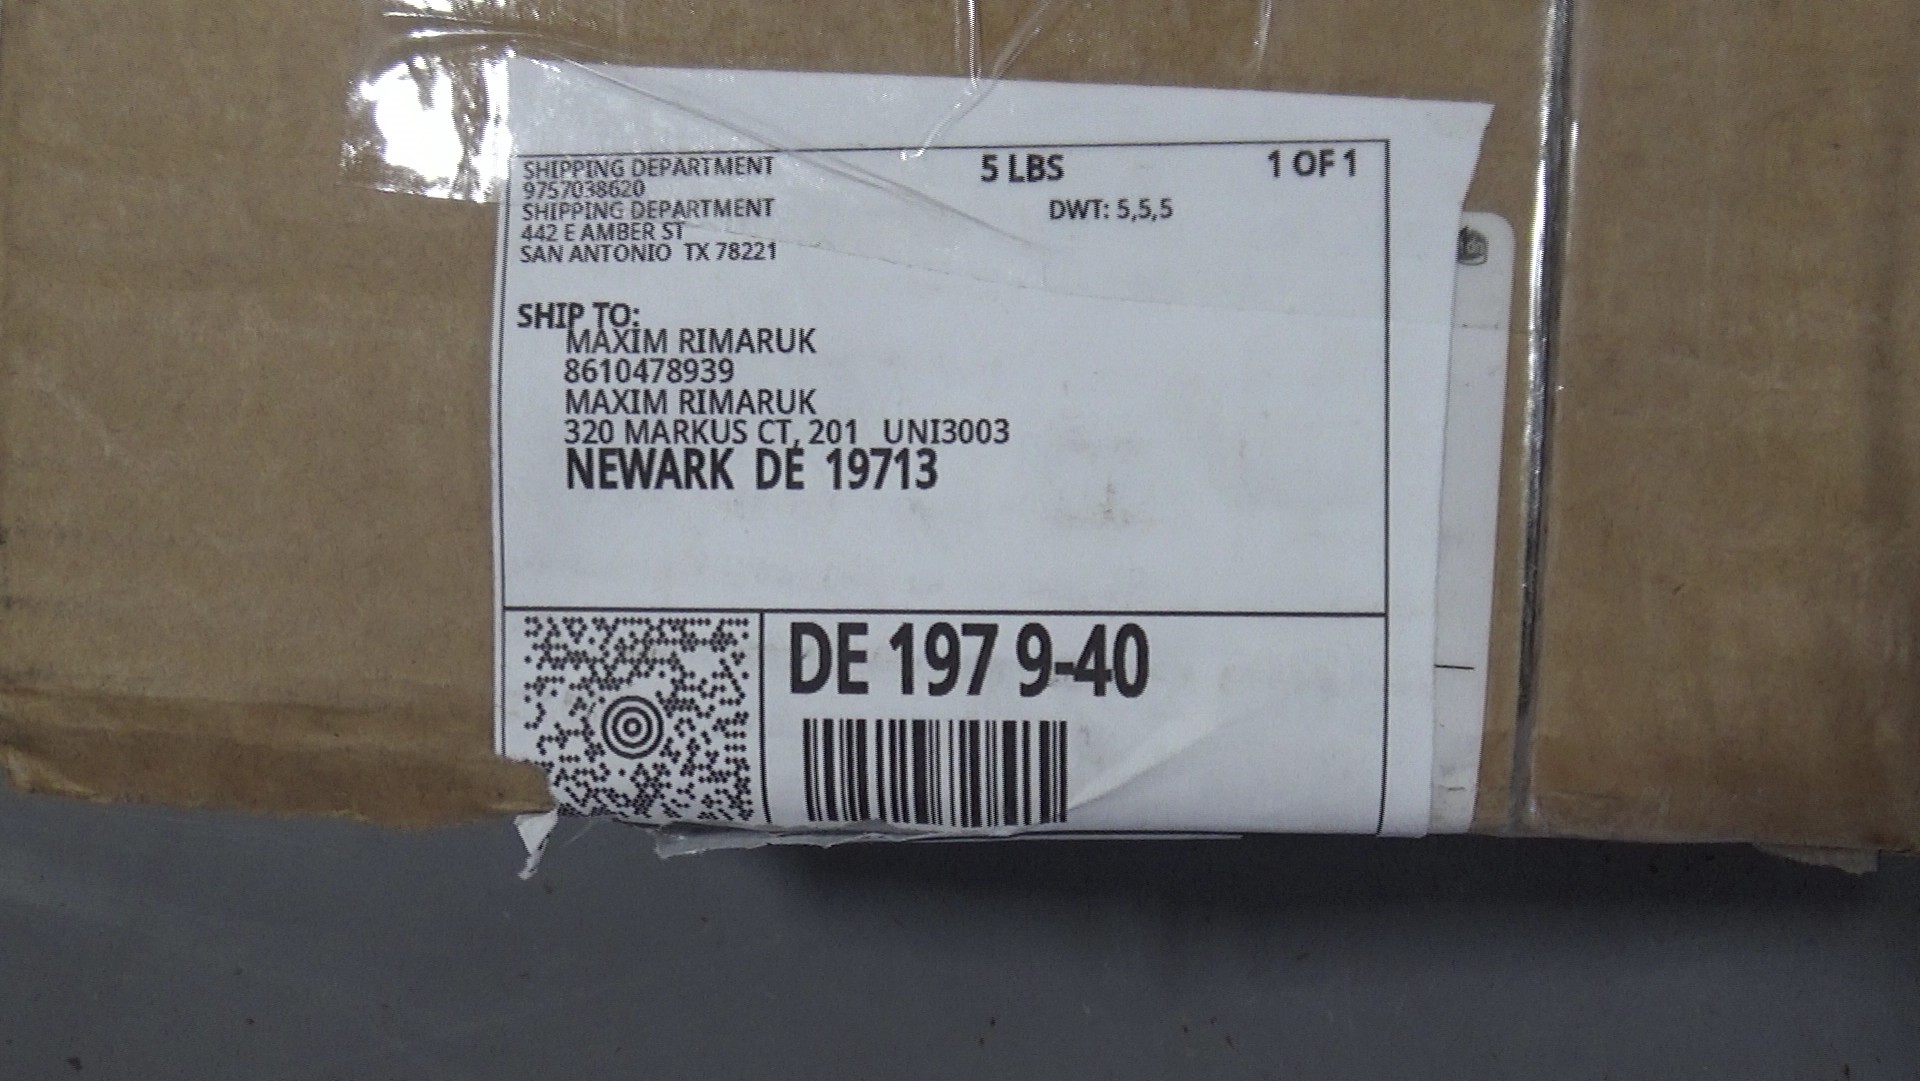 SHIPPING DEPARTMENT
9757038620
SHIPPING DEPARTMENT
442 E AMBER ST
SAN ANTONIO TX 78221
5 LBS
1 OF 1
DWT: 5,5,5
SHIP TO:
MAXIM RIMARUK
8610478939
MAXIM RIMARUK
320 MARKUS CT, 201 UNI3003
NEWARK DE 19713
DE 197 9-40